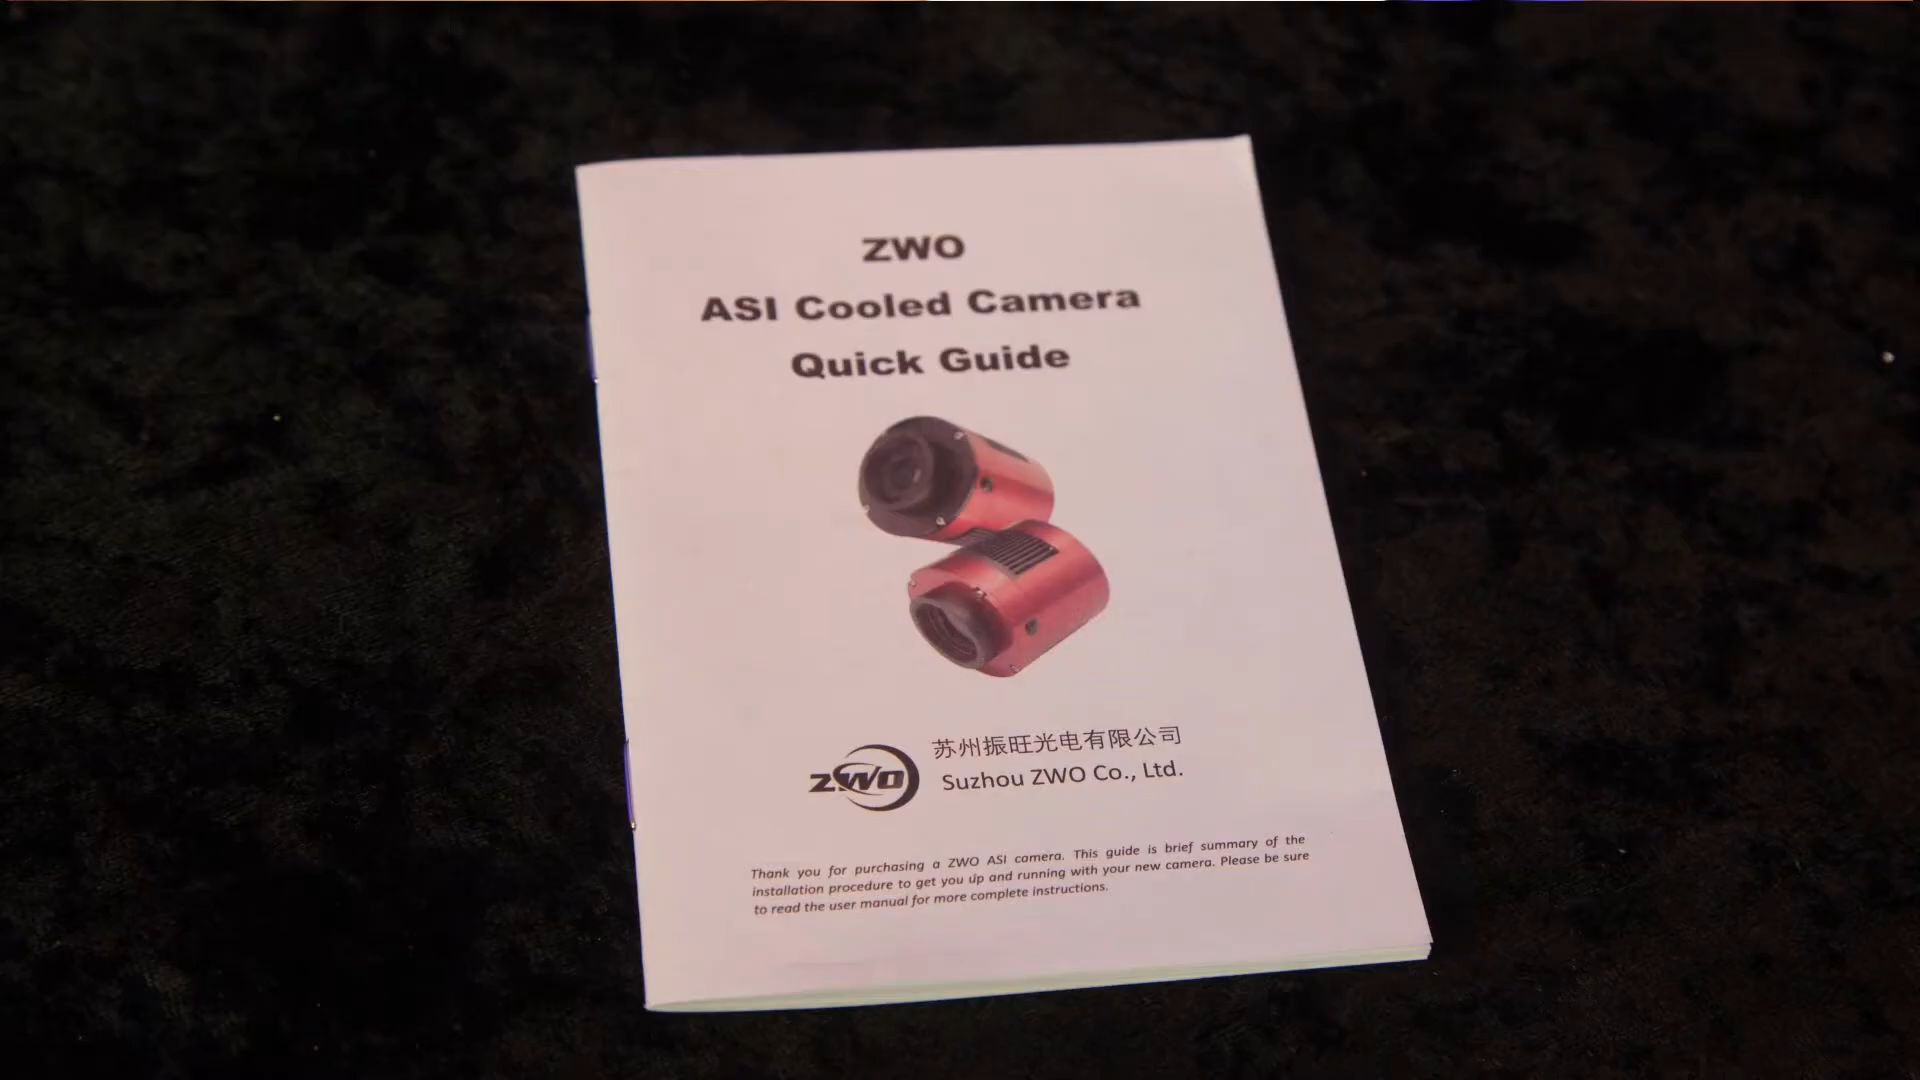 ZWO
ASI Cooled Camera
Quick Guide
ZWO
苏州振旺光电有限公司
Suzhou ZWO Co., Ltd.
Thank you for purchasing a ZWO ASI camera. This guide is brief summary of the
installation procedure to get you up and running with your new camera. Please be sure
to read the user manual for more complete instructions.